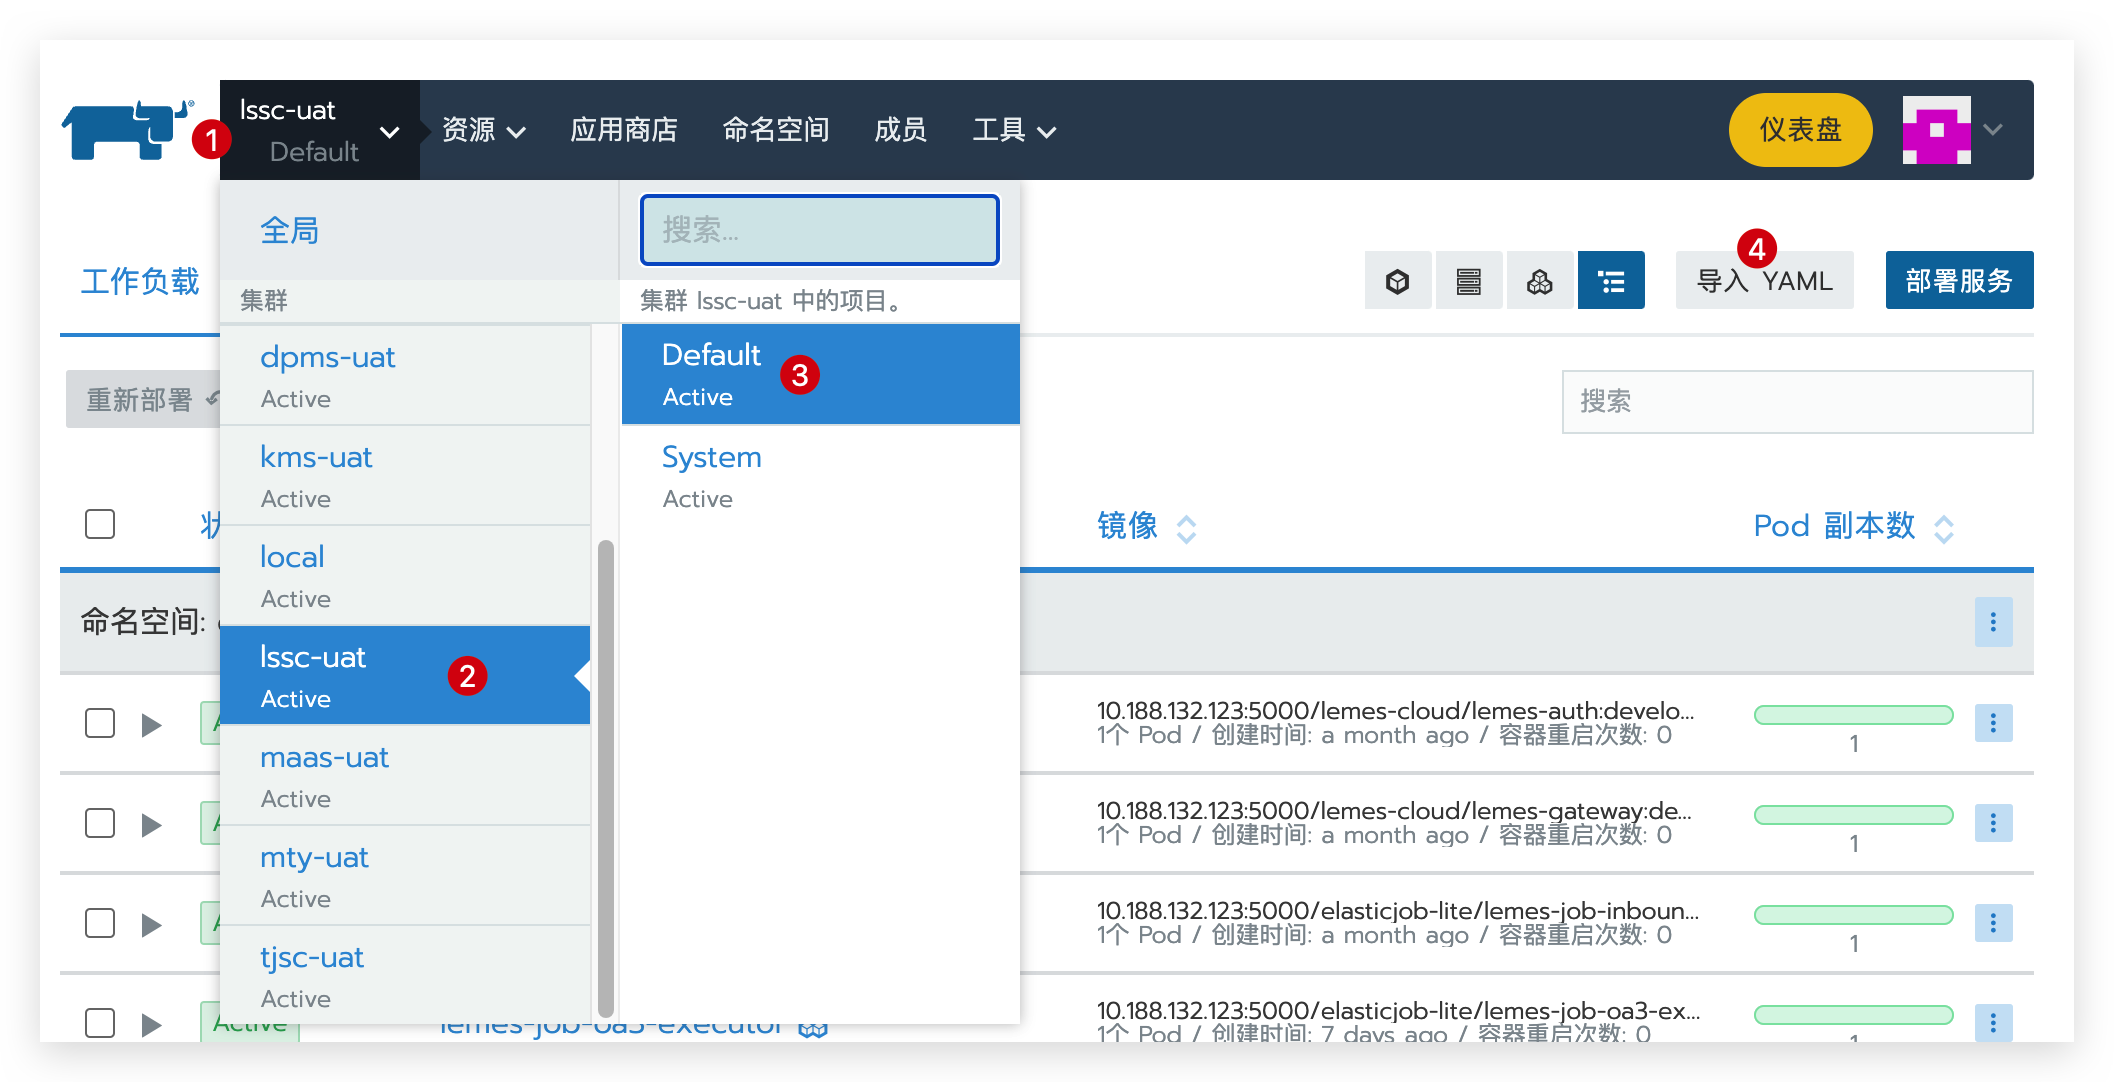 lssc-uat
Default
1
资源
应用商店
命名空间
成员
工具
仪表盘
全局
搜索...
工作负载
集群
集群 lssc-uat 中的项目。
4
导入 YAML
部署服务
dpms-uat
Active
Default
Active
3
重新部署
搜索
kms-uat
Active
System
Active
镜像
Pod 副本数
local
Active
命名空间:
lssc-uat
Active
2
10.188.132.123:5000/lemes-cloud/lemes-auth:develo...
1个 Pod / 创建时间: a month ago / 容器重启次数: 0
1
maas-uat
Active
10.188.132.123:5000/lemes-cloud/lemes-gateway:de...
1个 Pod / 创建时间: a month ago / 容器重启次数: 0
1
mty-uat
Active
10.188.132.123:5000/elasticjob-lite/lemes-job-inboun...
1个 Pod / 创建时间: a month ago / 容器重启次数: 0
1
tjsc-uat
Active
Active
lemes-job-oa3-executor
10.188.132.123:5000/elasticjob-lite/lemes-job-oa3-ex...
1个 Pod / 创建时间: 7 days ago / 容器重启次数: 0
1